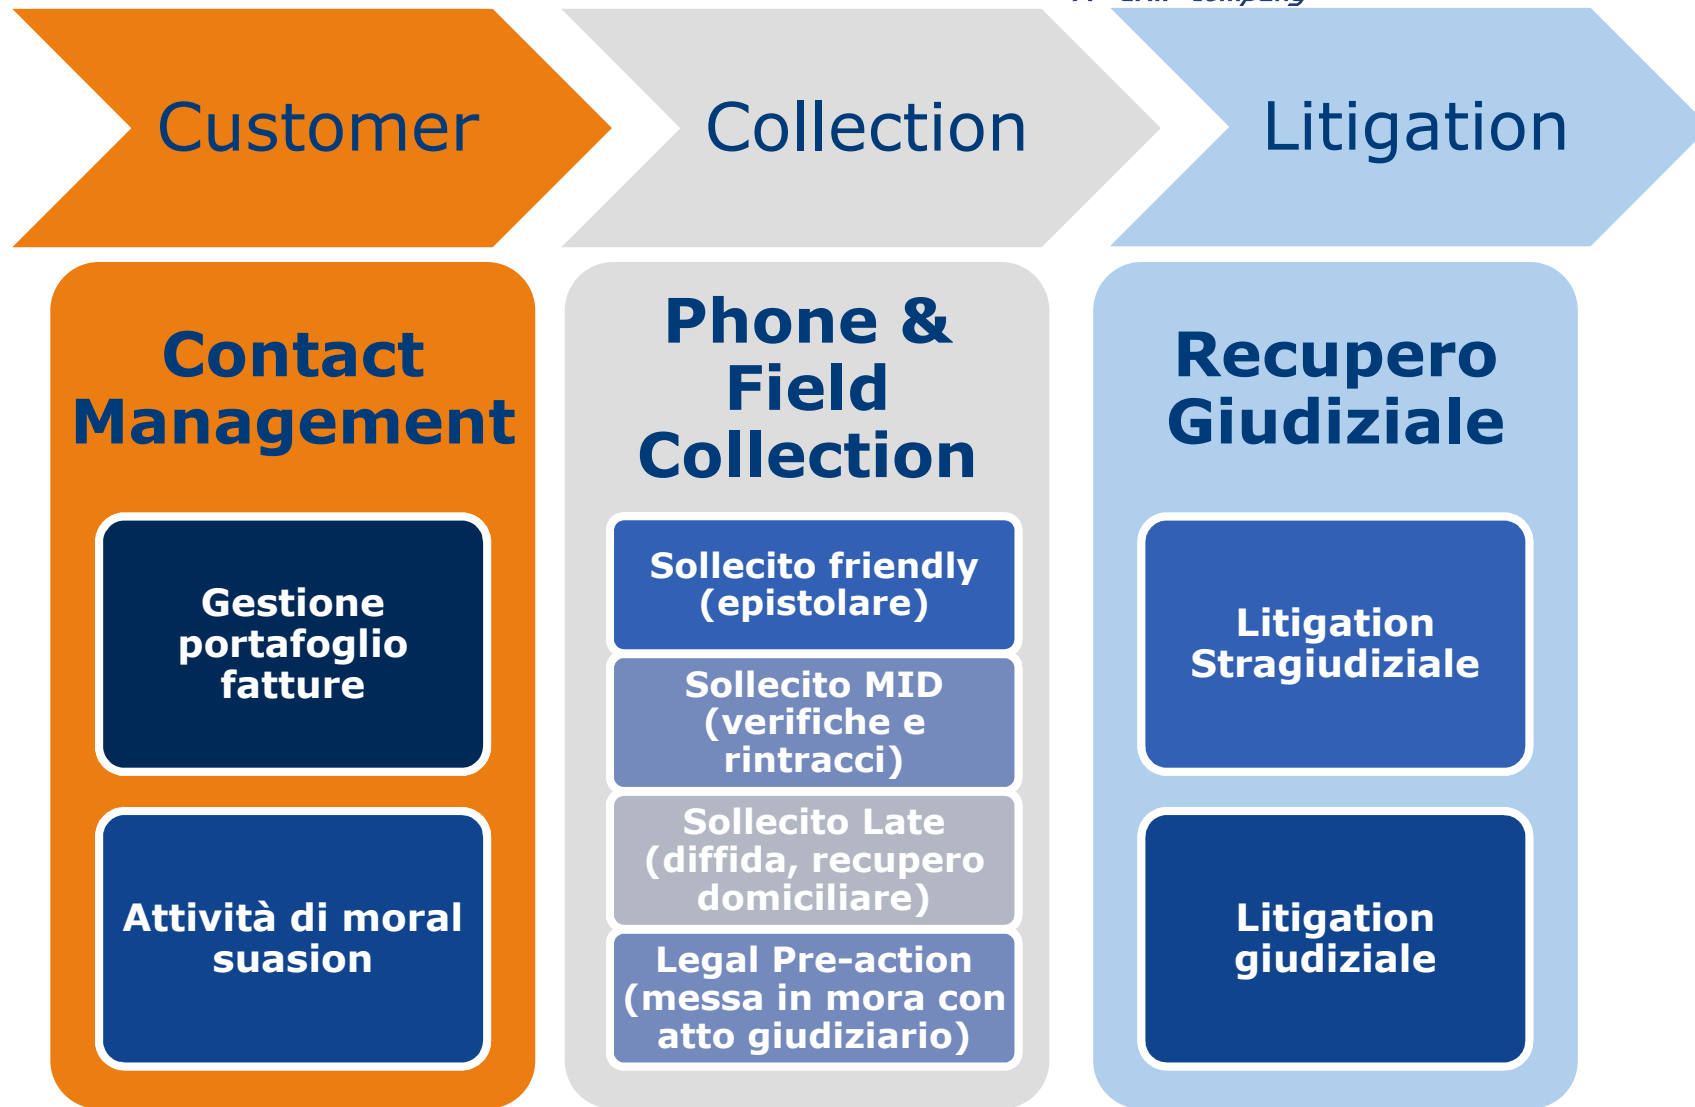 Customer
Collection
Litigation
Contact
Management
Gestione
portafoglio
fatture
Attività di moral
suasion
Phone &
Field
Collection
Sollecito friendly
(epistolare)
Sollecito MID
(verifiche e
rintracci)
Sollecito Late
(diffida, recupero
domiciliare)
Legal Pre-action
(messa in mora con
atto giudiziario)
Recupero
Giudiziale
Litigation
Stragiudiziale
Litigation
giudiziale